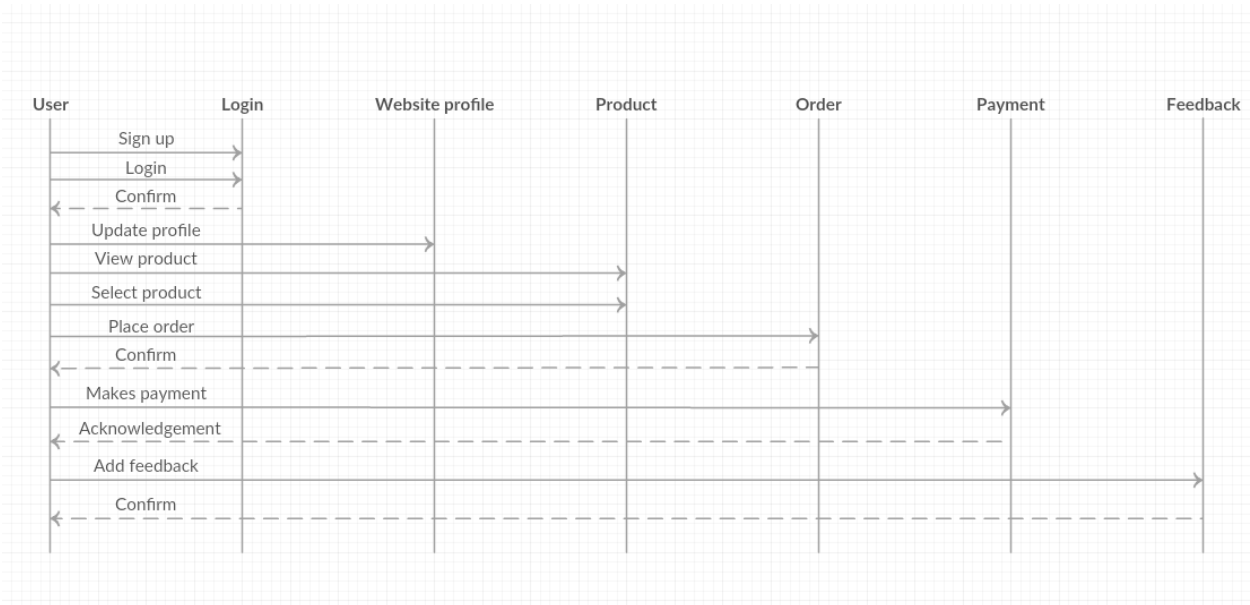 User Login Website profile Product Order Payment Feedback
Sign up
Login
Confirm
Update profile
View product
Select product
Place order
Confirm
Makes payment
Acknowledgement
Add feedback
Confirm